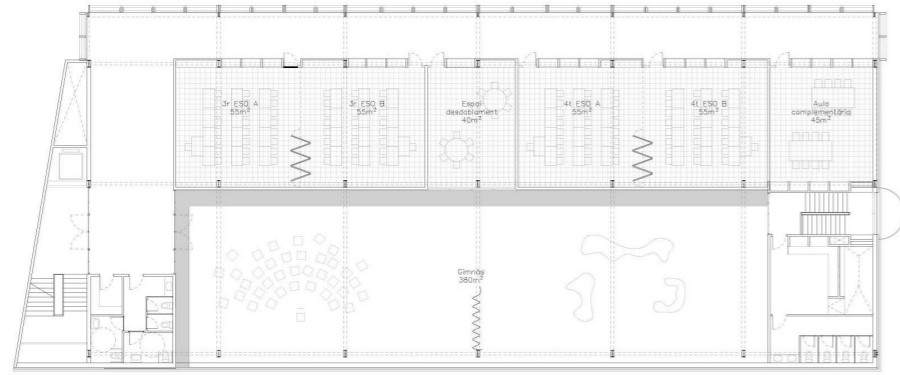 3r ESO A
55m²
3r ESO B
55m²
Espai
desdoblament
40m²
4t ESO A
55m²
4t ESO B
55m²
Aula
complementària
45m²
Gimnàs
380m²